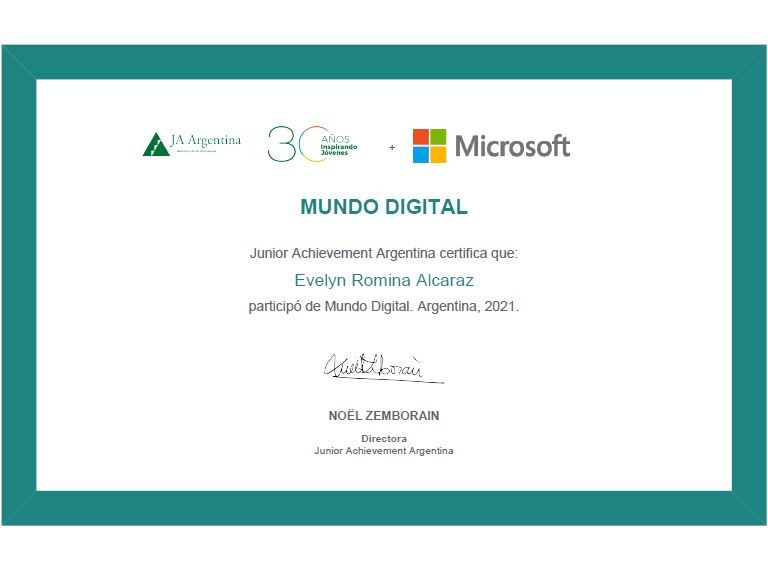 JA Argentina
30 AÑOS
Inspirando
Jóvenes
+
Microsoft
MUNDO DIGITAL
Junior Achievement Argentina certifica que:
Evelyn Romina Alcaraz
participó de Mundo Digital. Argentina, 2021.
NOËL ZEMBORAIN
Directora
Junior Achievement Argentina